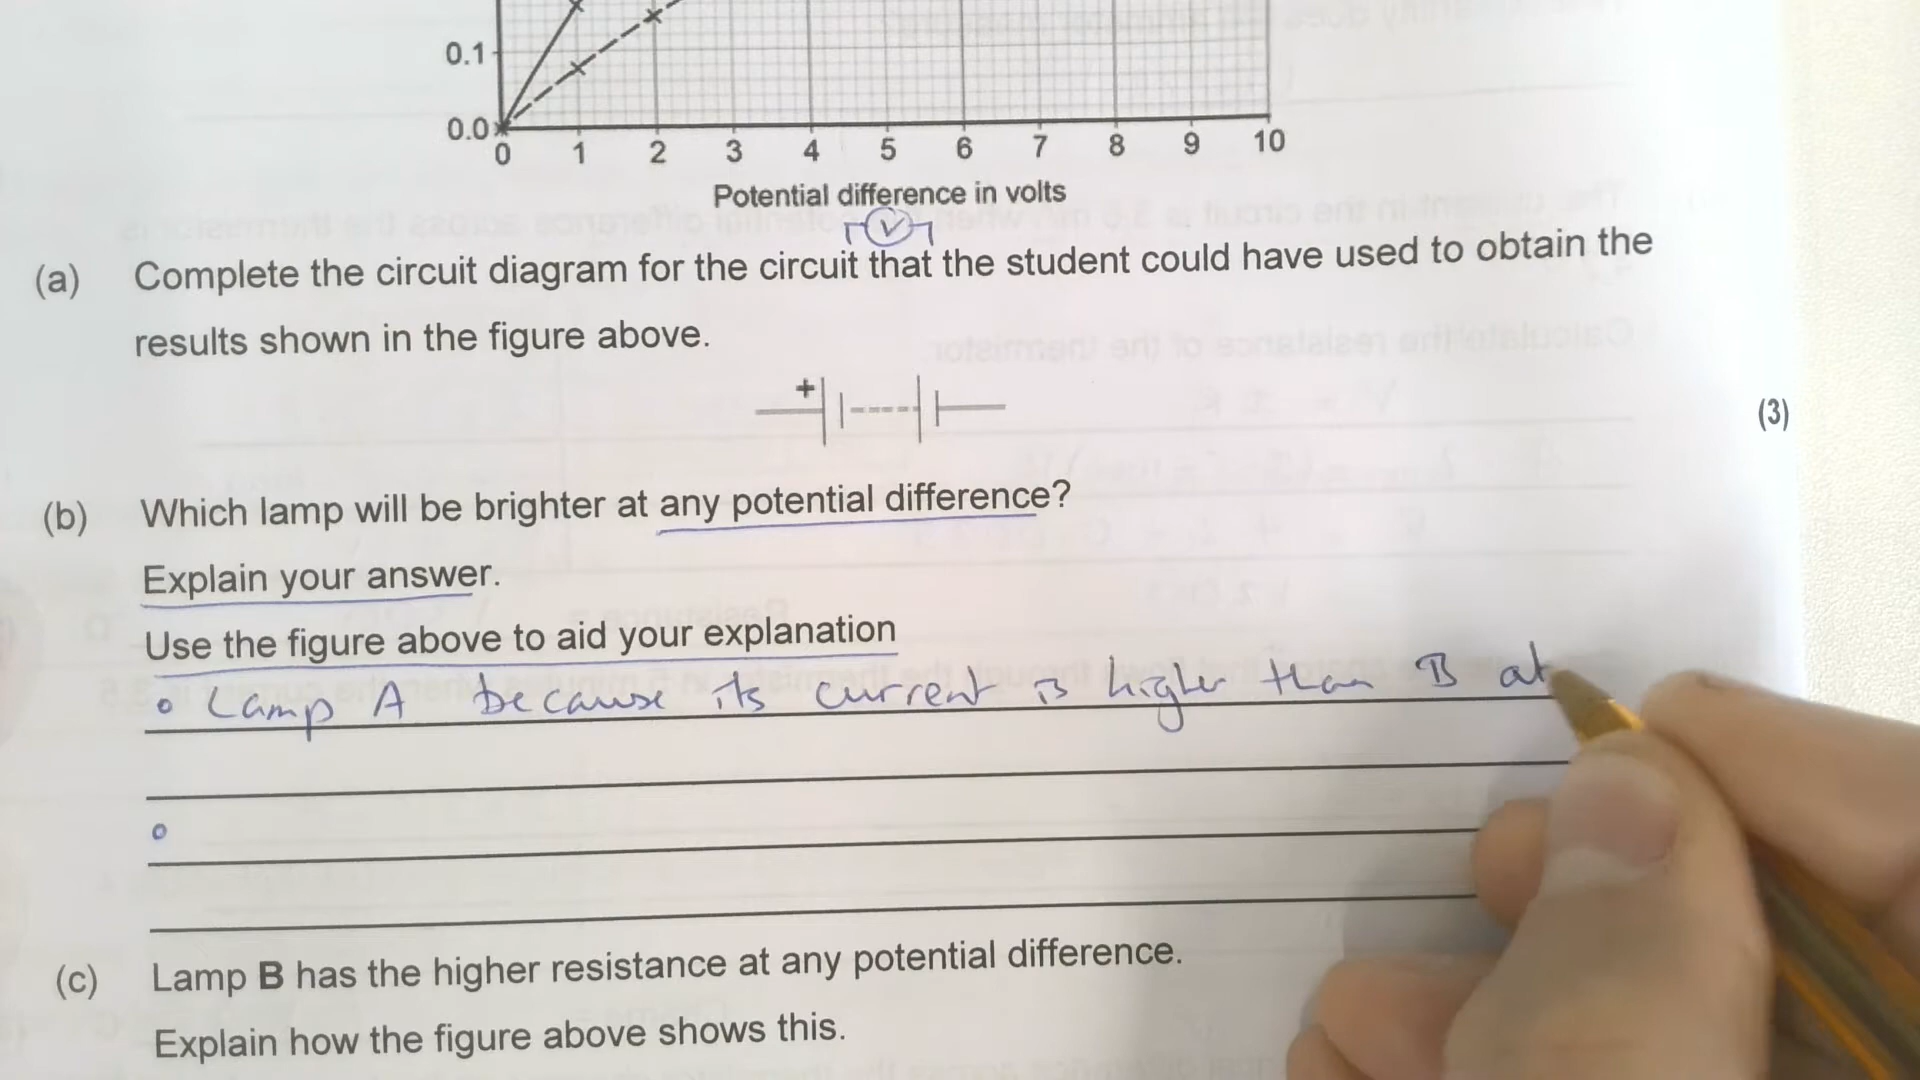 0.1
0.0
0 1 2 3 4 5 6 7 8 9 10
Potential difference in volts
V
(a) Complete the circuit diagram for the circuit that the student could have used to obtain the
results shown in the figure above.
+
(3)
(b) Which lamp will be brighter at any potential difference?
Explain your answer.
Use the figure above to aid your explanation
Lamp A because its current is higher than B at
(c) Lamp B has the higher resistance at any potential difference.
Explain how the figure above shows this.